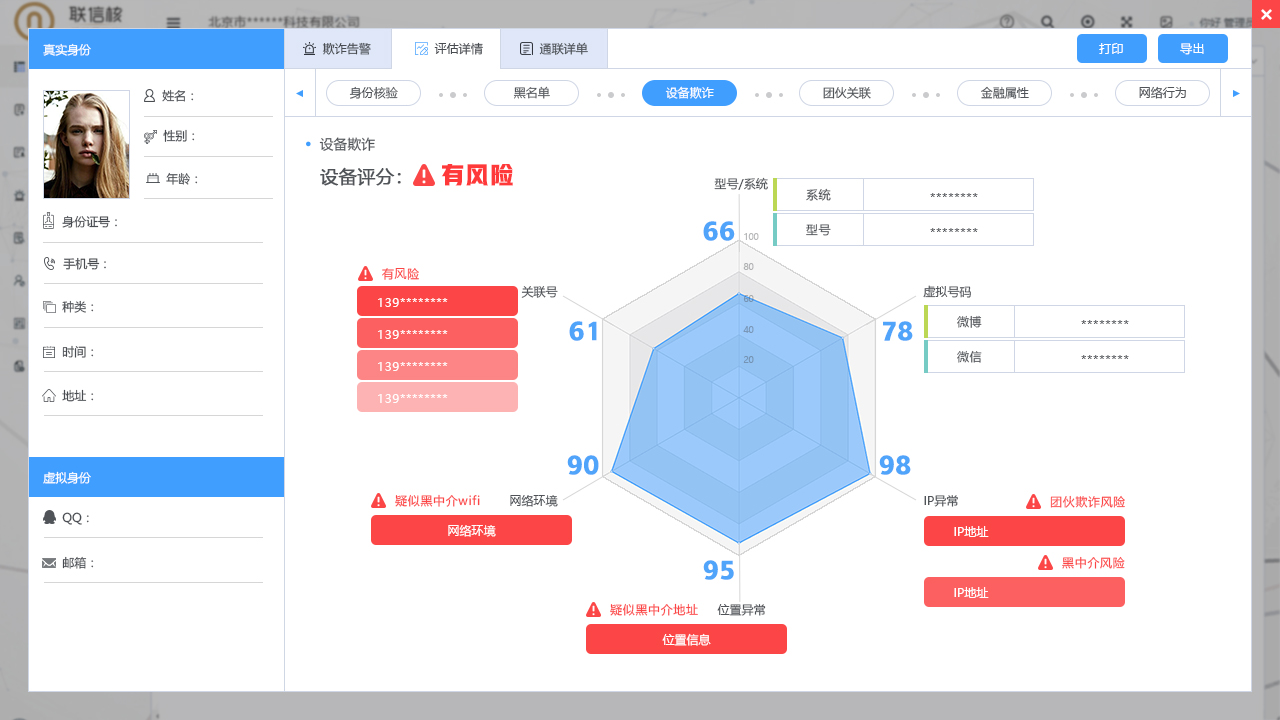 联信核
北京市******科技有限公司
你好 管理员
真实身份
欺诈告警
评估详情
通联详单
打印
导出
身份核验
黑名单
设备欺诈
团伙关联
金融属性
网络行为
姓名：
性别：
年龄：
身份证号：
手机号：
种类：
时间：
地址：
虚拟身份
QQ：
邮箱：
设备欺诈
设备评分：有风险
型号/系统
系统 ********
型号 ********
66
100
80
60
40
20
有风险
139********
139********
139********
139********
关联号
61
虚拟号码
微博 ********
微信 ********
78
90
98
疑似黑中介wifi
网络环境
网络环境
IP异常
团伙欺诈风险
IP地址
黑中介风险
IP地址
95
疑似黑中介地址
位置异常
位置信息